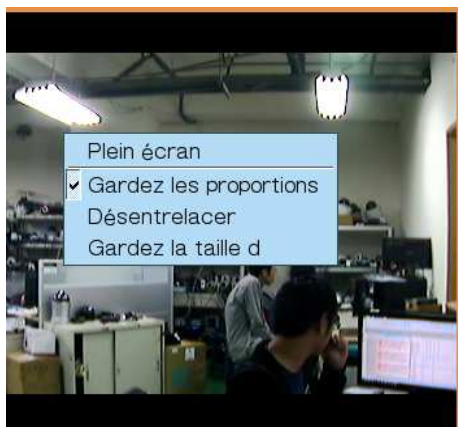 Plein écran
Gardez les proportions
Désentrelacer
Gardez la taille d